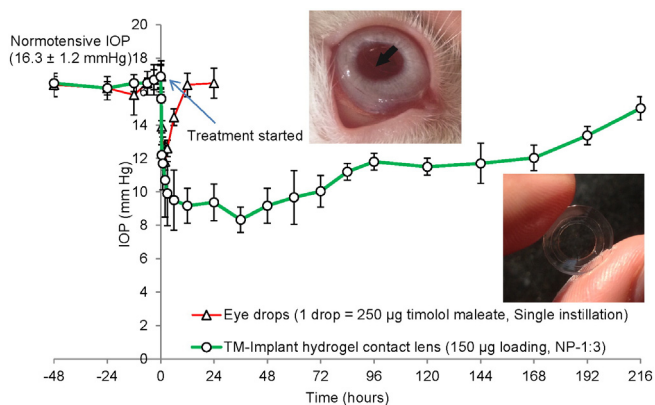 Normotensive IOP
(16.3 ± 1.2 mmHg)
Treatment started
IOP (mm Hg)
20
18
16
14
12
10
8
6
4
2
0
Eye drops (1 drop = 250 µg timolol maleate, Single instillation)
TM-Implant hydrogel contact lens (150 µg loading, NP-1:3)
-48 -24 0 24 48 72 96 120 144 168 192 216
Time (hours)